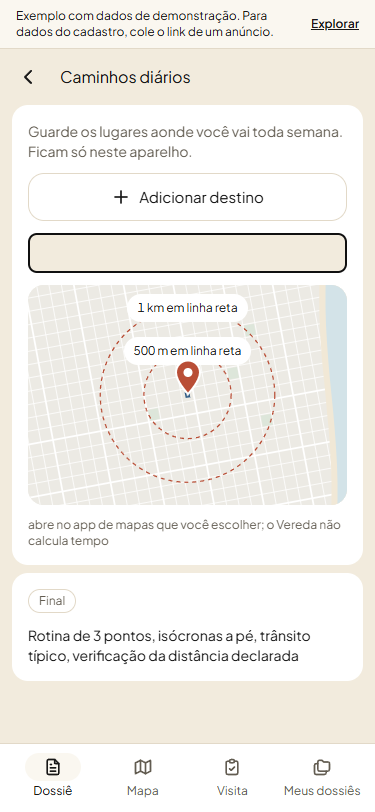 Exemplo com dados de demonstração. Para
dados do cadastro, cole o link de um anúncio.
Explorar
Caminhos diários
Guarde os lugares aonde você vai toda semana.
Ficam só neste aparelho.
Adicionar destino
1 km em linha reta
500 m em linha reta
abre no app de mapas que você escolher; o Vereda não
calcula tempo
Final
Rotina de 3 pontos, isócronas a pé, trânsito
típico, verificação da distância declarada
Dossiê
Mapa
Visita
Meus dossiês